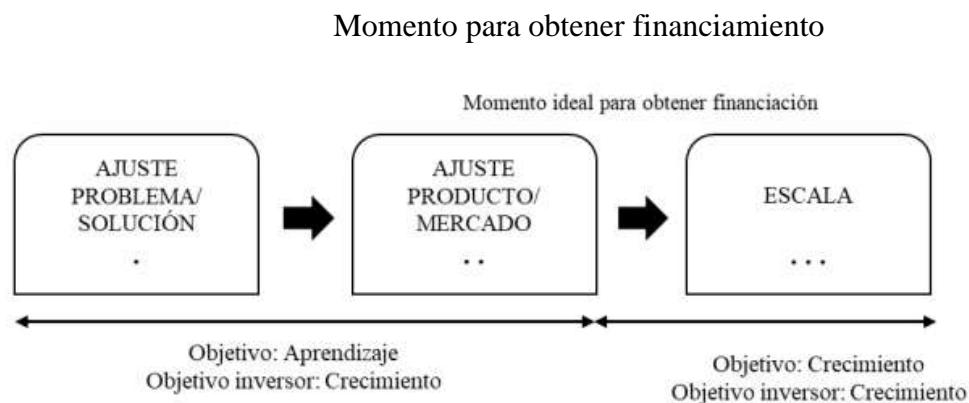 Momento para obtener financiamiento
Momento ideal para obtener financiación
AJUSTE
PROBLEMA/
SOLUCIÓN
.
AJUSTE
PRODUCTO/
MERCADO
. .
ESCALA
. . .
Objetivo: Aprendizaje
Objetivo inversor: Crecimiento
Objetivo: Crecimiento
Objetivo inversor: Crecimiento